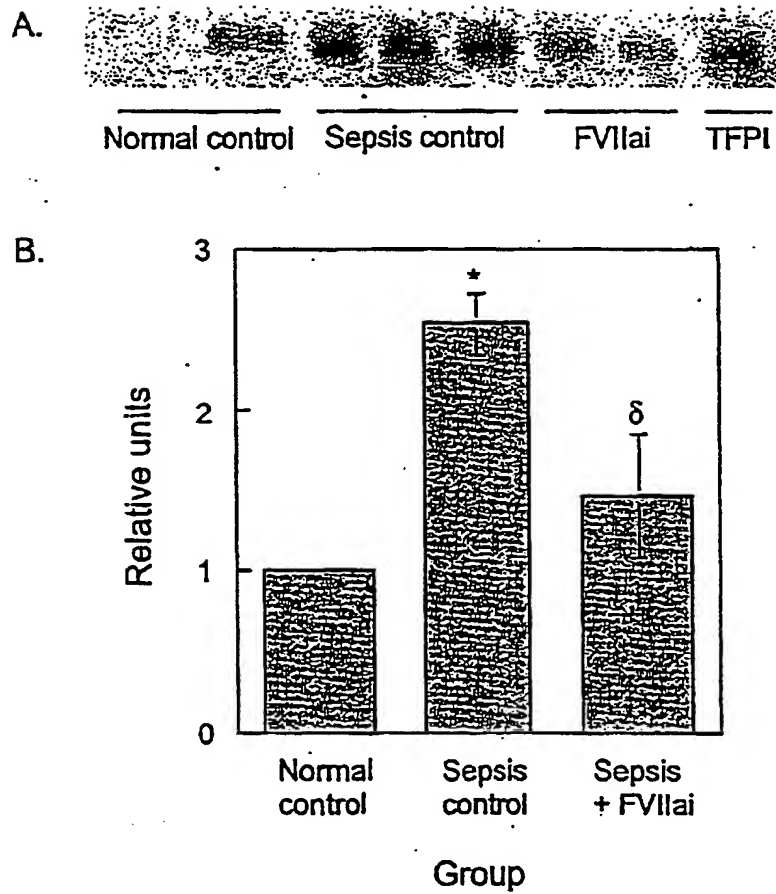 A.
Normal control Sepsis control FVIIai TFPI
B.
3
*
δ
2
Relative units
1
0
Normal control Sepsis control Sepsis + FVIIai
Group